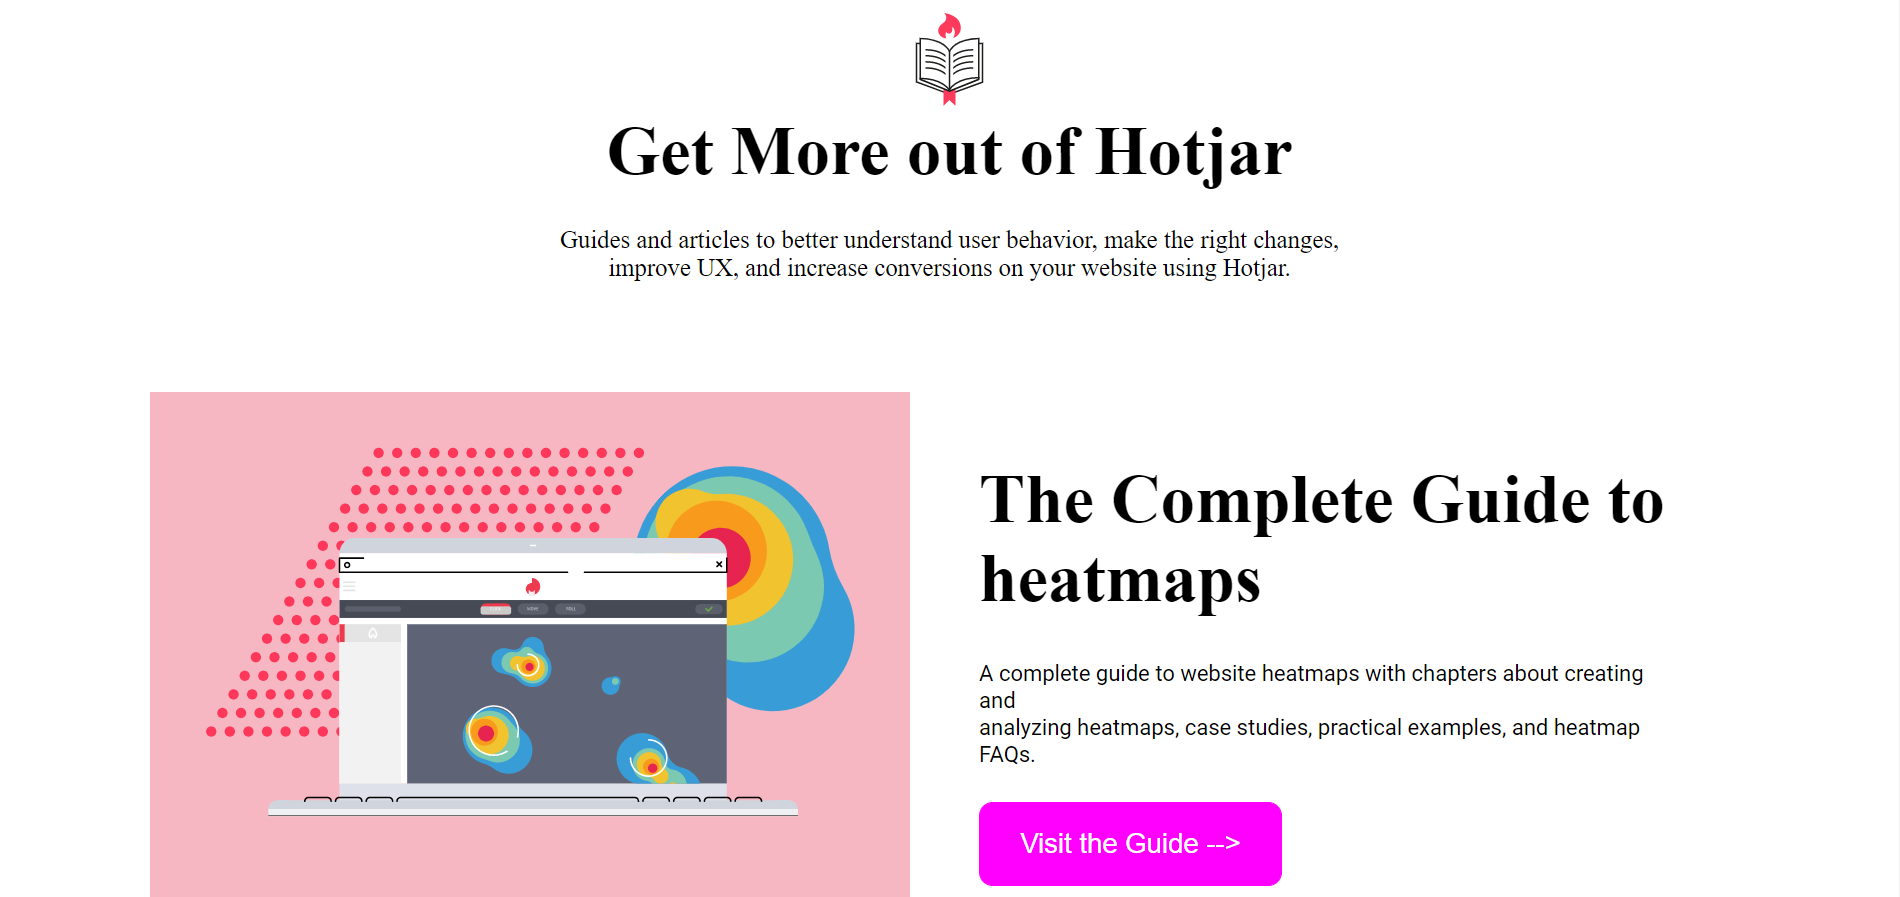 Get More out of Hotjar
Guides and articles to better understand user behavior, make the right changes,
improve UX, and increase conversions on your website using Hotjar.
The Complete Guide to
heatmaps
A complete guide to website heatmaps with chapters about creating
and
analyzing heatmaps, case studies, practical examples, and heatmap
FAQs.
Visit the Guide -->